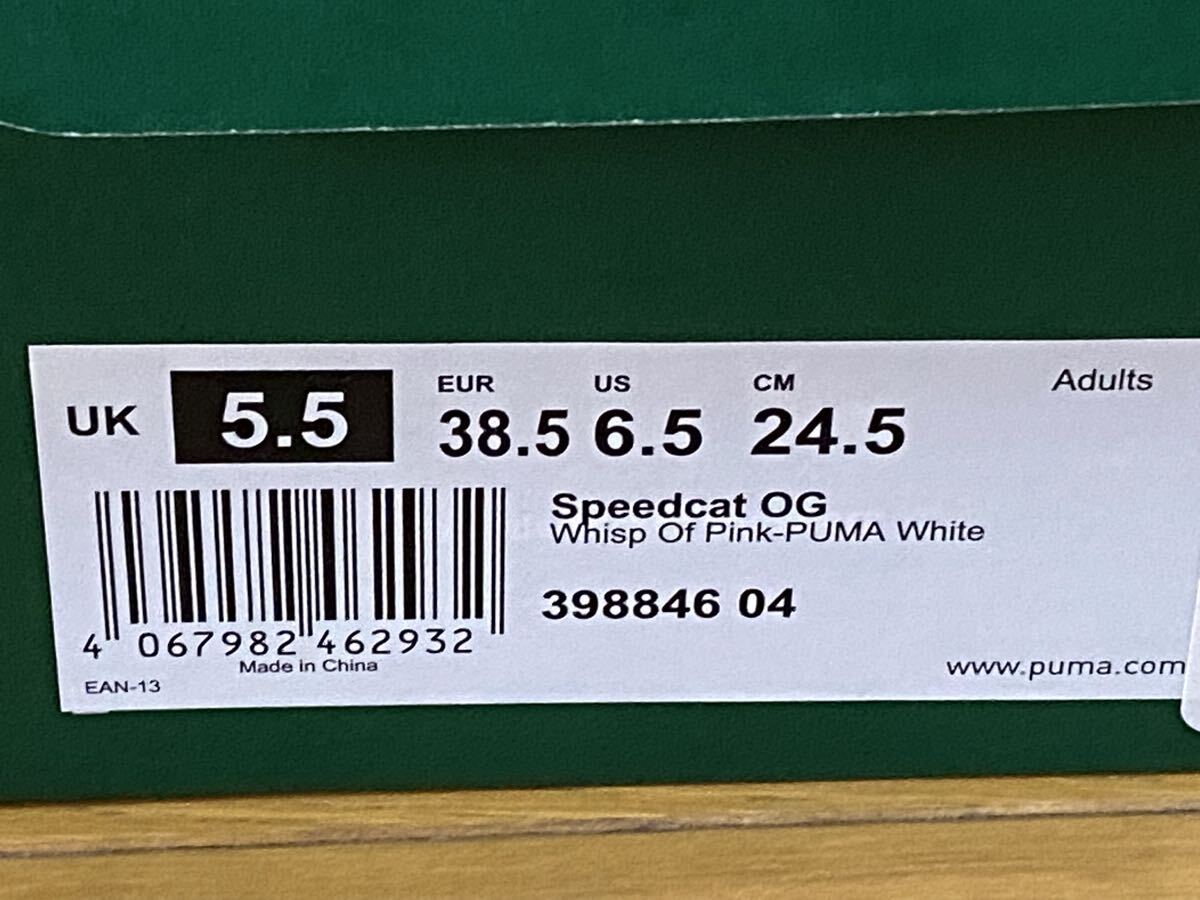 UK 5.5
EUR US CM Adults
38.5 6.5 24.5
Speedcat OG
Whisp Of Pink-PUMA White
398846 04
4 067982 462932
Made in China
EAN-13
www.puma.com